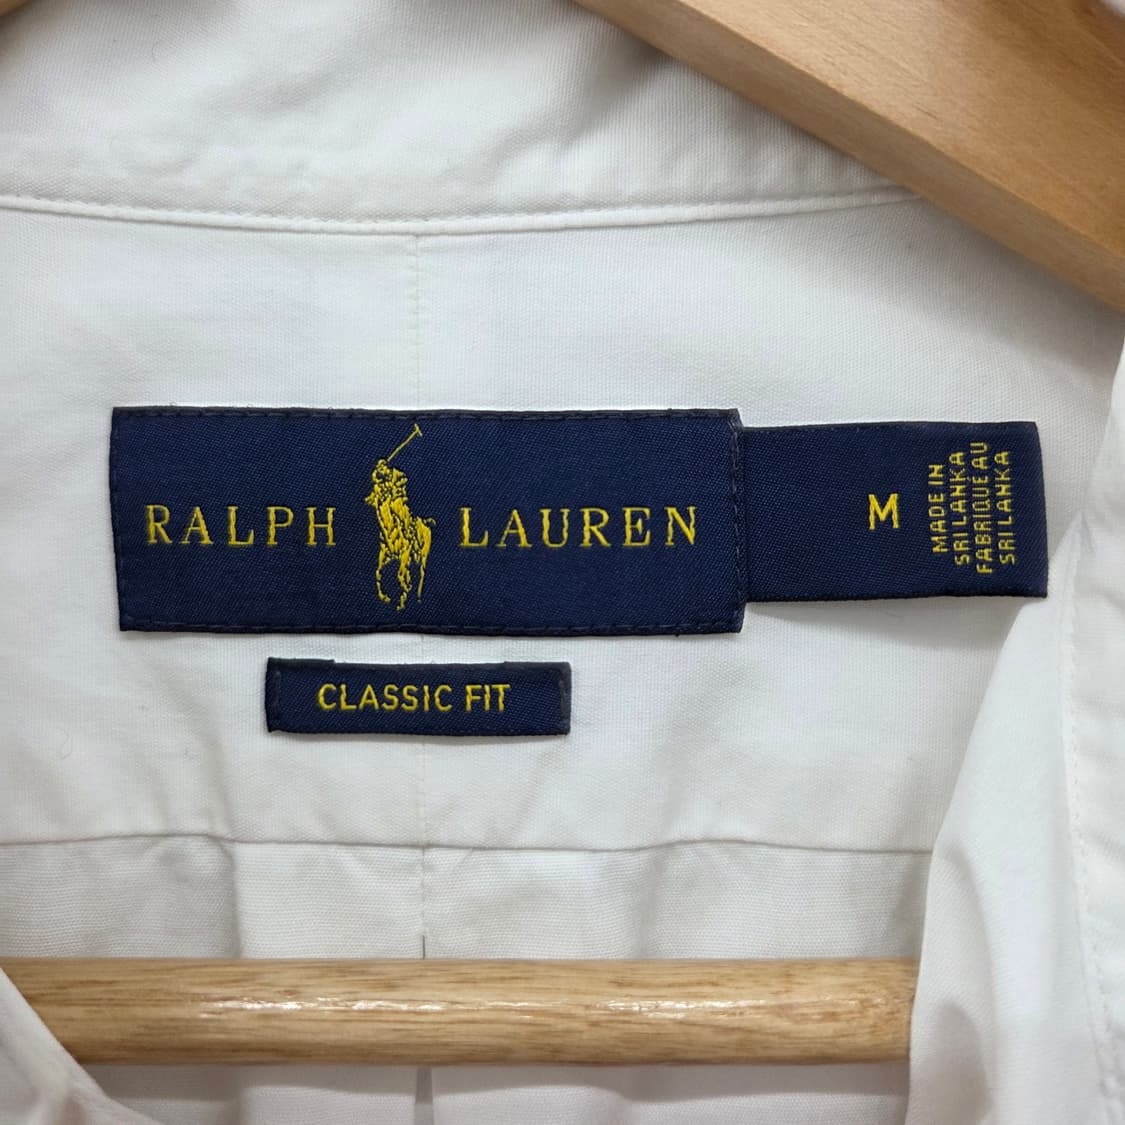 RALPH LAUREN
M
MADE IN
SRI LANKA
FABRIQUE AU
SRI LANKA
CLASSIC FIT